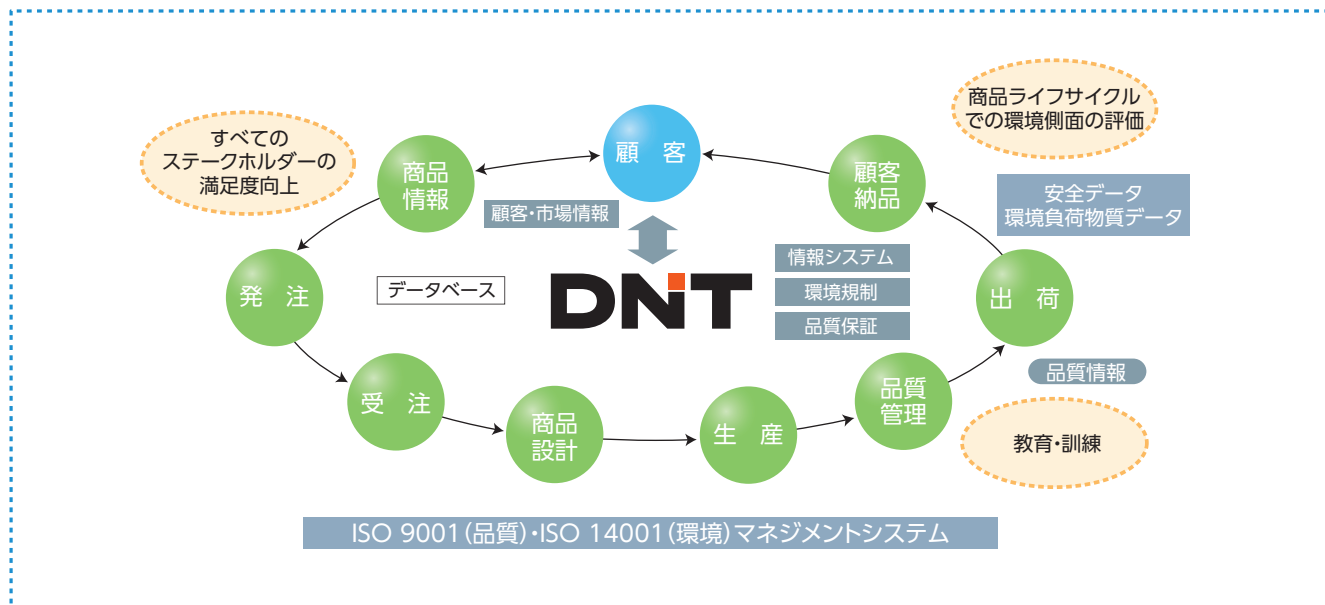 すべての
ステークホルダーの
満足度向上
商品
情報
顧　客
顧客
納品
商品ライフサイクル
での環境側面の評価
安全データ
環境負荷物質データ
顧客・市場情報
発　注
データベース
DNT
情報システム
環境規制
品質保証
出　荷
品質情報
受　注
商品
設計
生　産
品質
管理
教育・訓練
ISO 9001（品質）・ISO 14001（環境）マネジメントシステム